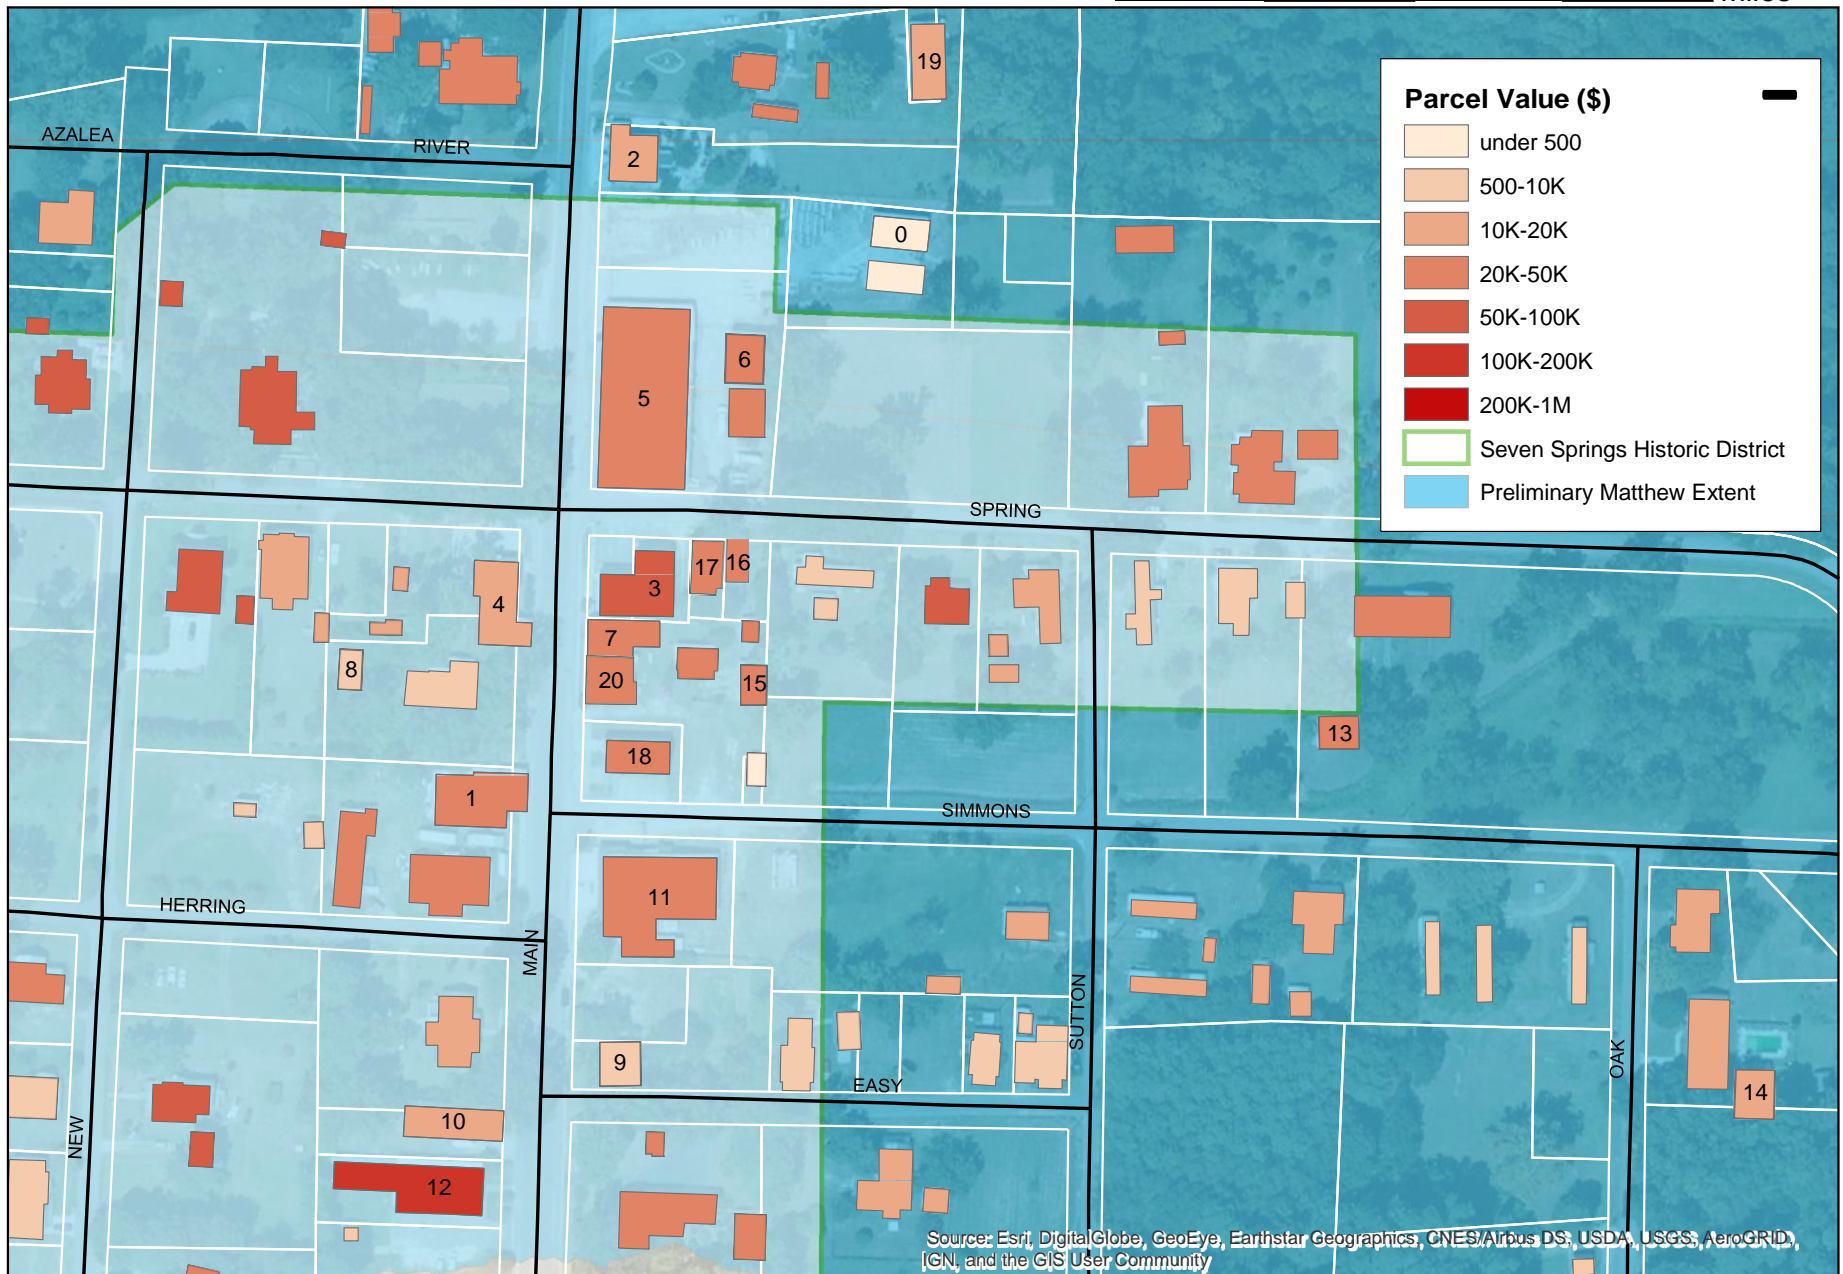 19
Parcel Value ($)
under 500
500-10K
10K-20K
20K-50K
50K-100K
100K-200K
200K-1M
Seven Springs Historic District
Preliminary Matthew Extent
AZALEA
RIVER
2
0
6
5
SPRING
17
16
3
4
7
8
20
15
13
18
1
SIMMONS
11
HERRING
MAIN
SUTTON
9
EASY
OAK
14
10
NEW
12
Source: Esri, DigitalGlobe, GeoEye, Earthstar Geographics, CNES/Airbus DS, USDA, USGS, AeroGRID,
IGN, and the GIS User Community